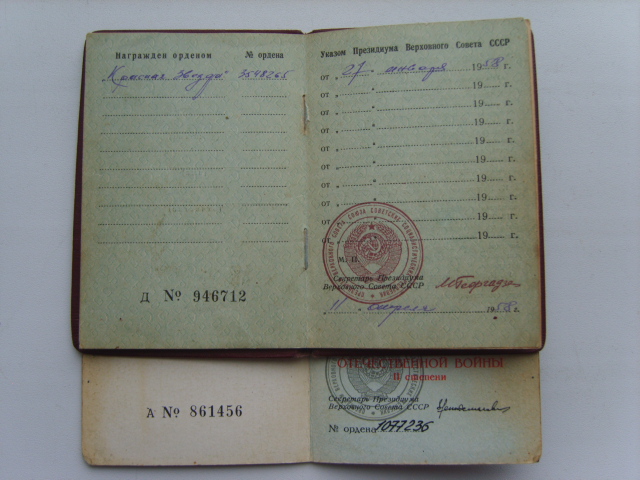 Награжден орденом № ордена
„Красная Звезда" 3548265
Д № 946712
Указом Президиума Верховного Совета СССР
от „ 27 " января 1958 г.
от „ " 19 г.
от „ " 19 г.
от „ " 19 г.
от „ " 19 г.
от „ " 19 г.
от „ " 19 г.
от „ " 19 г.
от „ " 19 г.
от „ " 19 г.
М. П.
Секретарь Президиума
Верховного Совета СССР
„ 11 " апреля 1958 г.
А № 861456
ОТЕЧЕСТВЕННОЙ ВОЙНЫ
II степени
Секретарь Президиума
Верховного Совета СССР
№ ордена 1077236